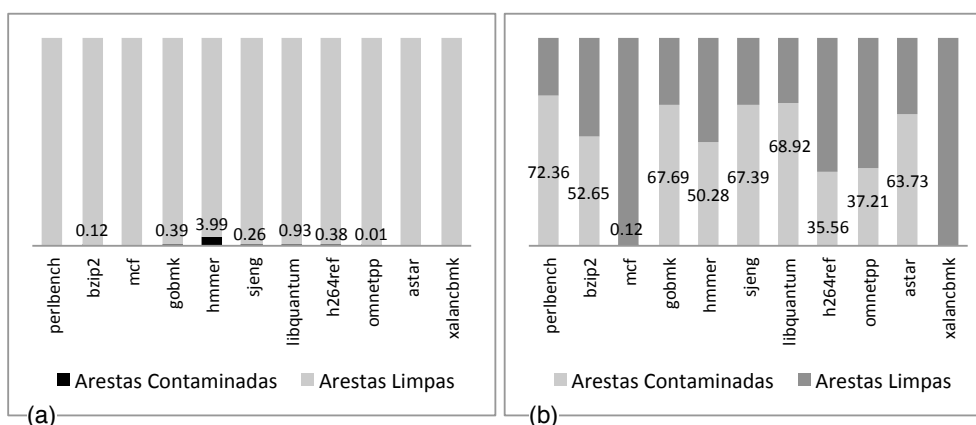 0.12
0.39
3.99
0.26
0.93
0.38
0.01
perlbench
bzip2
mcf
gobmk
hmmer
sjeng
libquantum
h264ref
omnetpp
astar
xalancbmk
Arestas Contaminadas Arestas Limpas
(a)
72.36
52.65
0.12
67.69
50.28
67.39
68.92
35.56
37.21
63.73
perlbench
bzip2
mcf
gobmk
hmmer
sjeng
libquantum
h264ref
omnetpp
astar
xalancbmk
Arestas Contaminadas Arestas Limpas
(b)